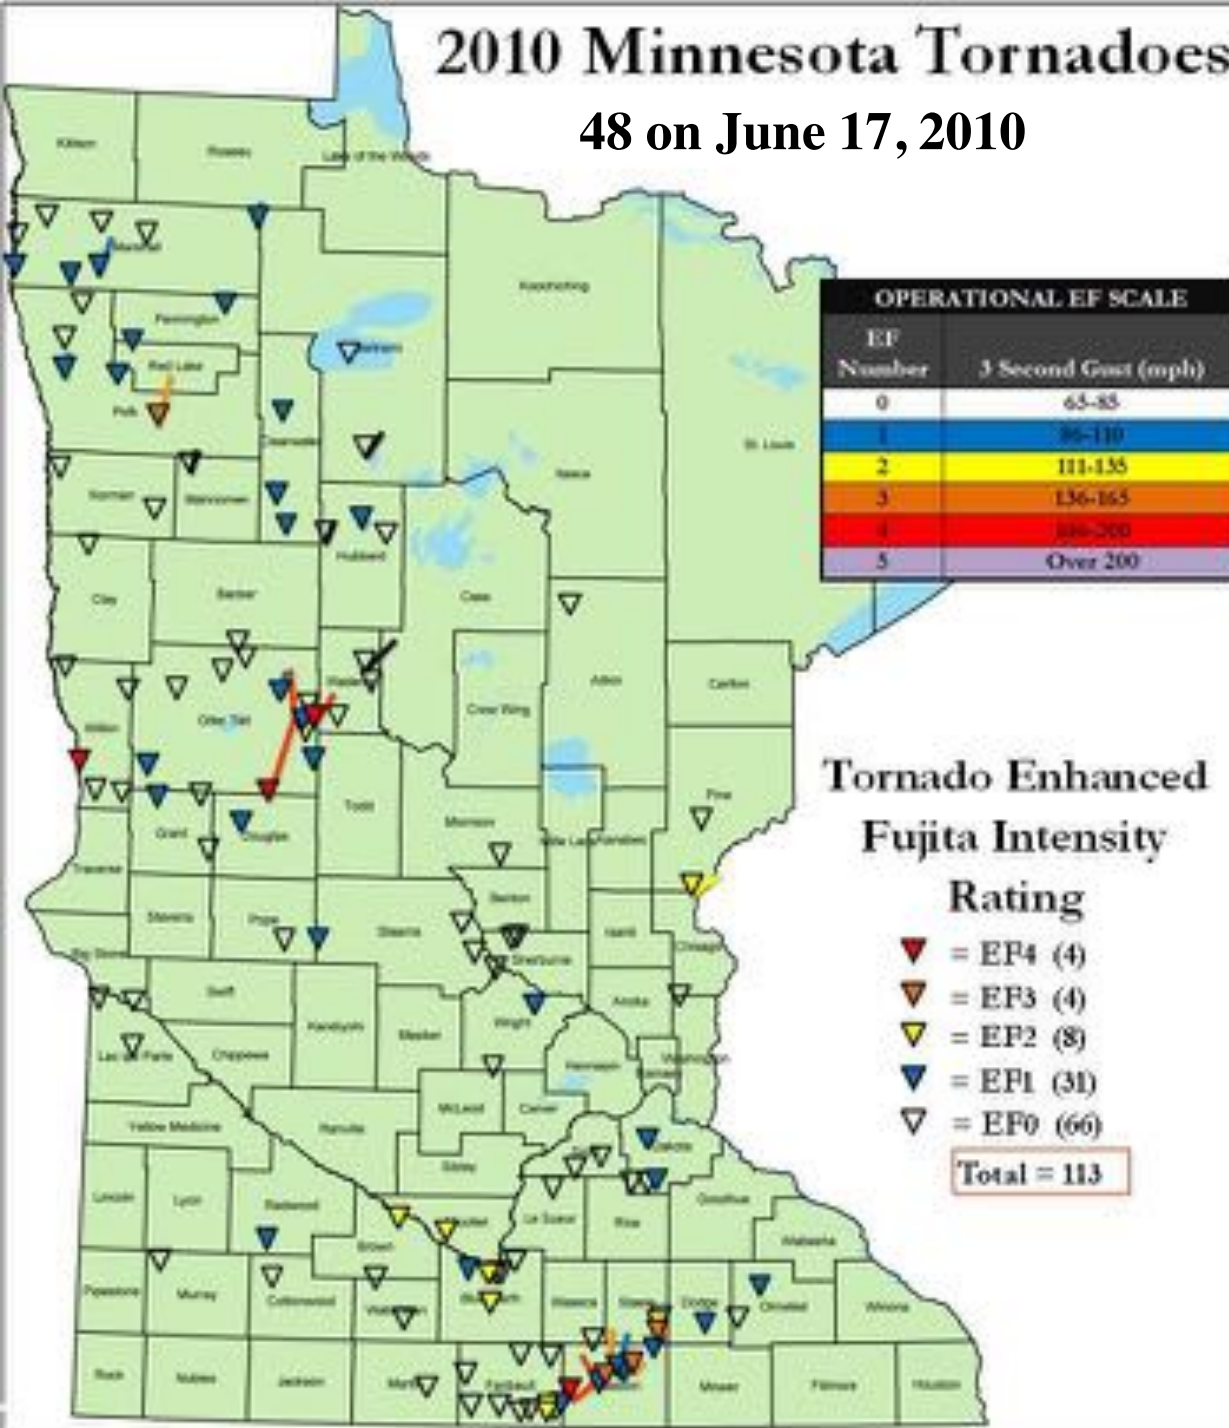 2010 Minnesota Tornadoes
48 on June 17, 2010
Kittson
Roseau
Lake of the Woods
Marshall
Koochiching
Pennington
Red Lake
Polk
Beltrami
Clearwater
St. Louis
Itasca
Norman
Mahnomen
Hubbard
Cass
Clay
Becker
Wadena
Aitkin
Carlton
Otter Tail
Crow Wing
Wilkin
Todd
Pine
Grant
Douglas
Morrison
Mille Lacs
Kanabec
Traverse
Benton
Stevens
Pope
Stearns
Isanti
Big Stone
Sherburne
Chisago
Swift
Anoka
Kandiyohi
Wright
Meeker
Lac qui Parle
Chippewa
Hennepin
Washington
McLeod
Carver
Yellow Medicine
Renville
Dakota
Sibley
Lincoln
Lyon
Redwood
Nicollet
Le Sueur
Rice
Goodhue
Wabasha
Brown
Pipestone
Murray
Cottonwood
Waseca
Steele
Dodge
Olmsted
Winona
Rock
Nobles
Jackson
Faribault
Mower
Fillmore
Houston
OPERATIONAL EF SCALE
EF
Number
3 Second Gust (mph)
0 65-85
1 86-110
2 111-135
3 136-165
4 166-200
5 Over 200
Tornado Enhanced
Fujita Intensity
Rating
= EF4 (4)
= EF3 (4)
= EF2 (8)
= EF1 (31)
= EF0 (66)
Total = 113